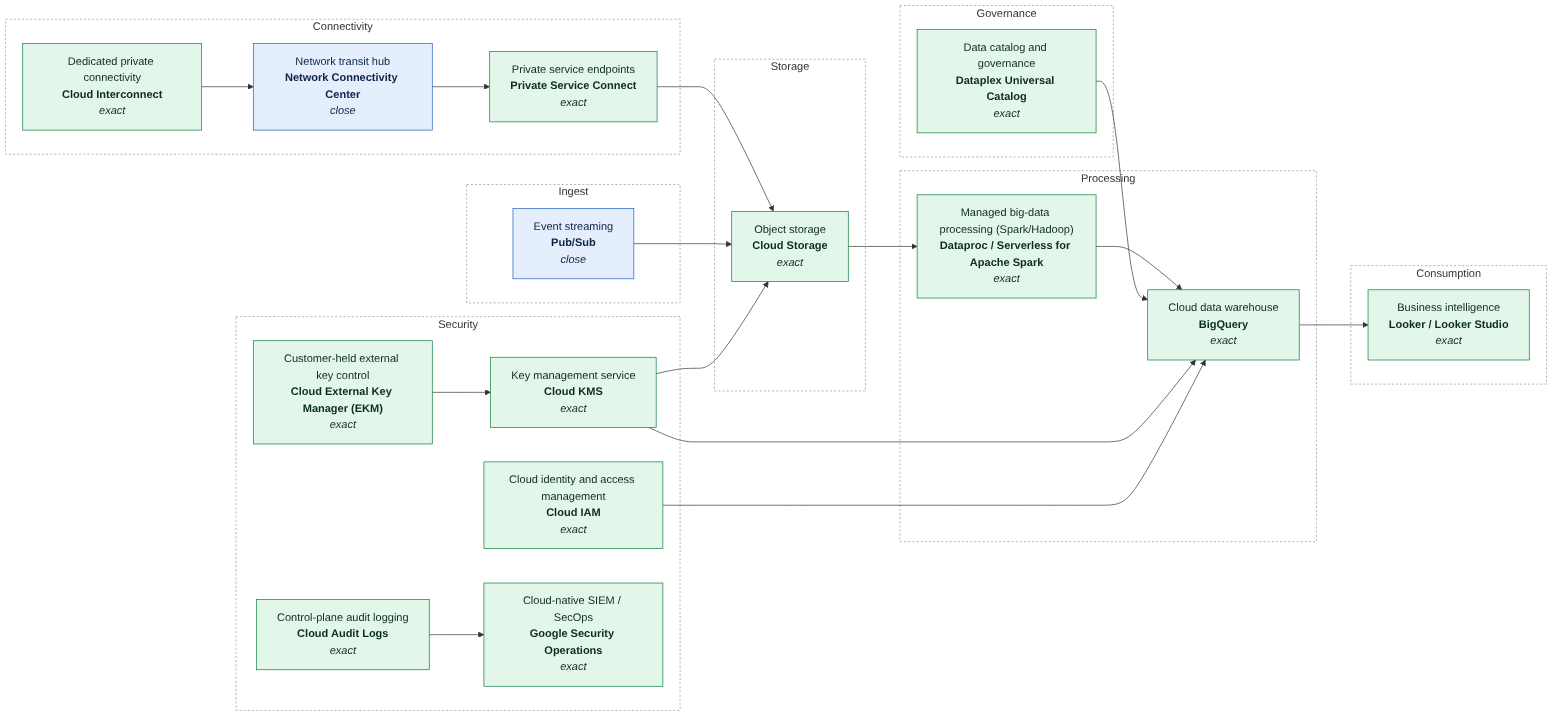 Connectivity
Dedicated private
connectivity
Cloud Interconnect
exact
Network transit hub
Network Connectivity
Center
close
Private service endpoints
Private Service Connect
exact
Ingest
Event streaming
Pub/Sub
close
Security
Customer-held external
key control
Cloud External Key
Manager (EKM)
exact
Key management service
Cloud KMS
exact
Cloud identity and access
management
Cloud IAM
exact
Control-plane audit logging
Cloud Audit Logs
exact
Cloud-native SIEM /
SecOps
Google Security
Operations
exact
Storage
Object storage
Cloud Storage
exact
Governance
Data catalog and
governance
Dataplex Universal
Catalog
exact
Processing
Managed big-data
processing (Spark/Hadoop)
Dataproc / Serverless for
Apache Spark
exact
Cloud data warehouse
BigQuery
exact
Consumption
Business intelligence
Looker / Looker Studio
exact